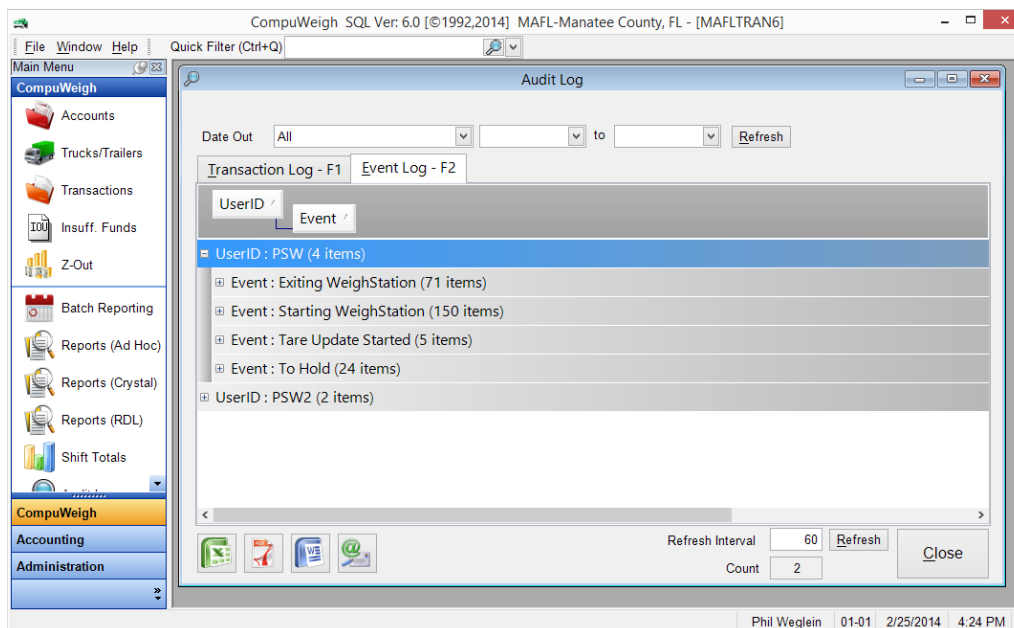 CompuWeigh SQL Ver: 6.0 [©1992,2014] MAFL-Manatee County, FL - [MAFLTRAN6]
File Window Help Quick Filter (Ctrl+Q)
Main Menu
CompuWeigh
Accounts
Trucks/Trailers
Transactions
IOU
Insuff. Funds
Z-Out
Batch Reporting
Reports (Ad Hoc)
Reports (Crystal)
Reports (RDL)
Shift Totals
CompuWeigh
Accounting
Administration
Audit Log
Date Out All to Refresh
Transaction Log - F1 Event Log - F2
UserID
Event
UserID : PSW (4 items)
Event : Exiting WeighStation (71 items)
Event : Starting WeighStation (150 items)
Event : Tare Update Started (5 items)
Event : To Hold (24 items)
UserID : PSW2 (2 items)
Refresh Interval 60 Refresh
Count 2
Close
Phil Weglein 01-01 2/25/2014 4:24 PM